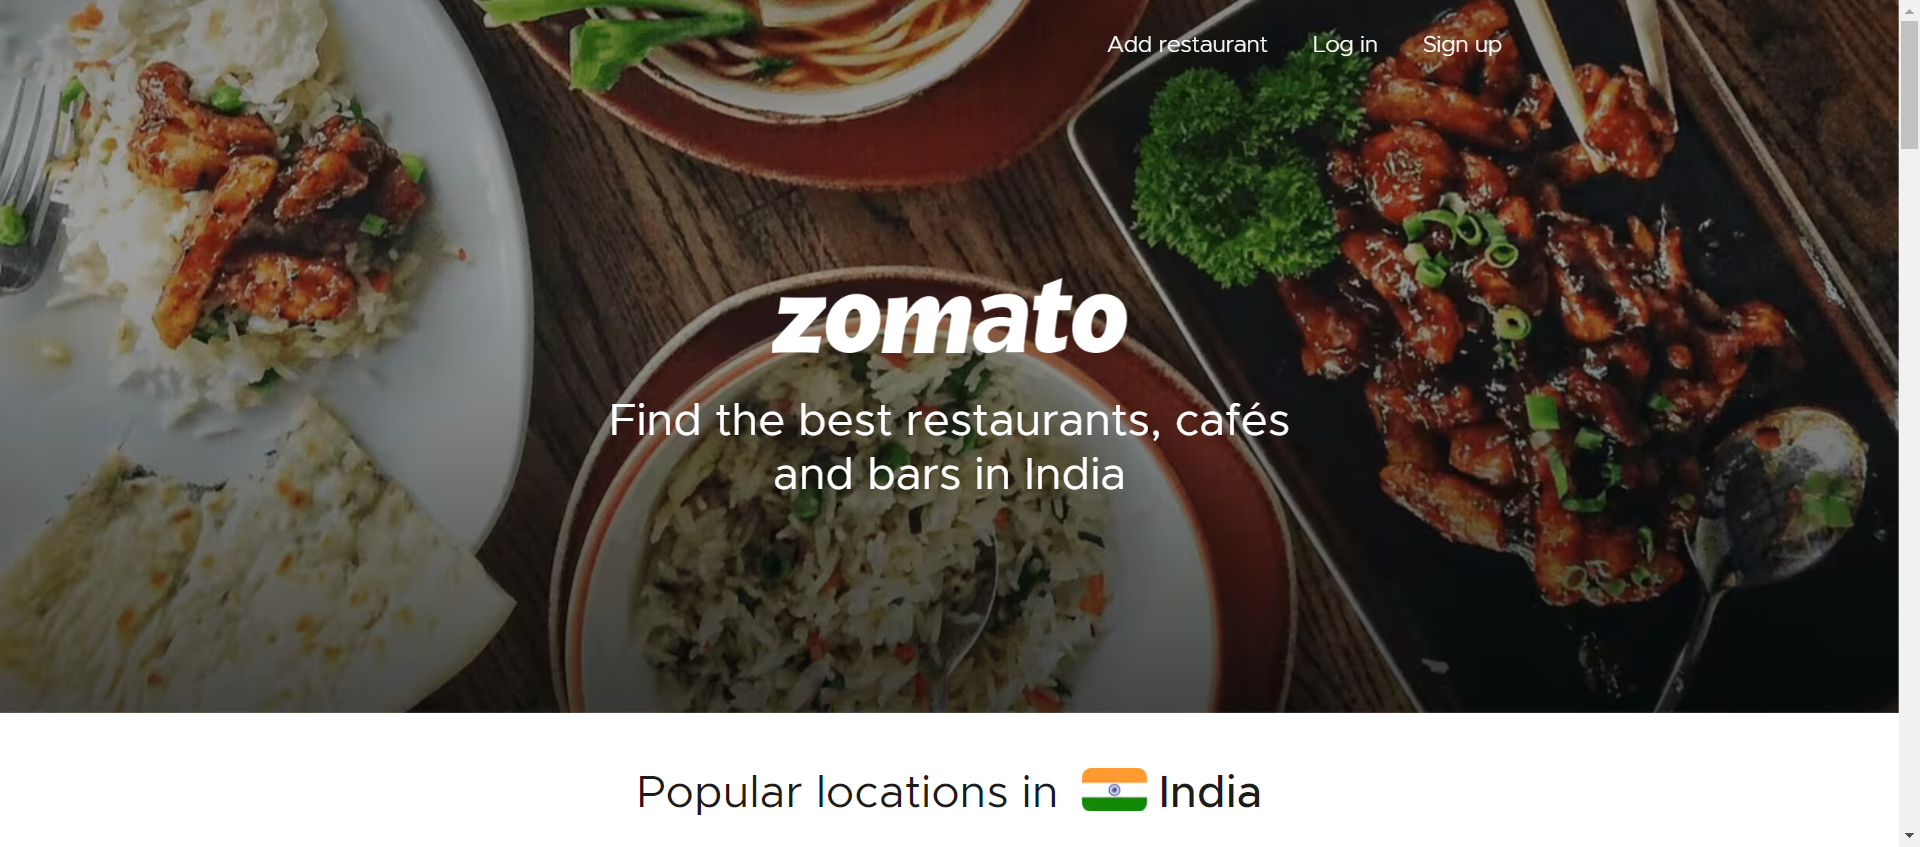 Add restaurant Log in Sign up
zomato
Find the best restaurants, cafés
and bars in India
Popular locations in India